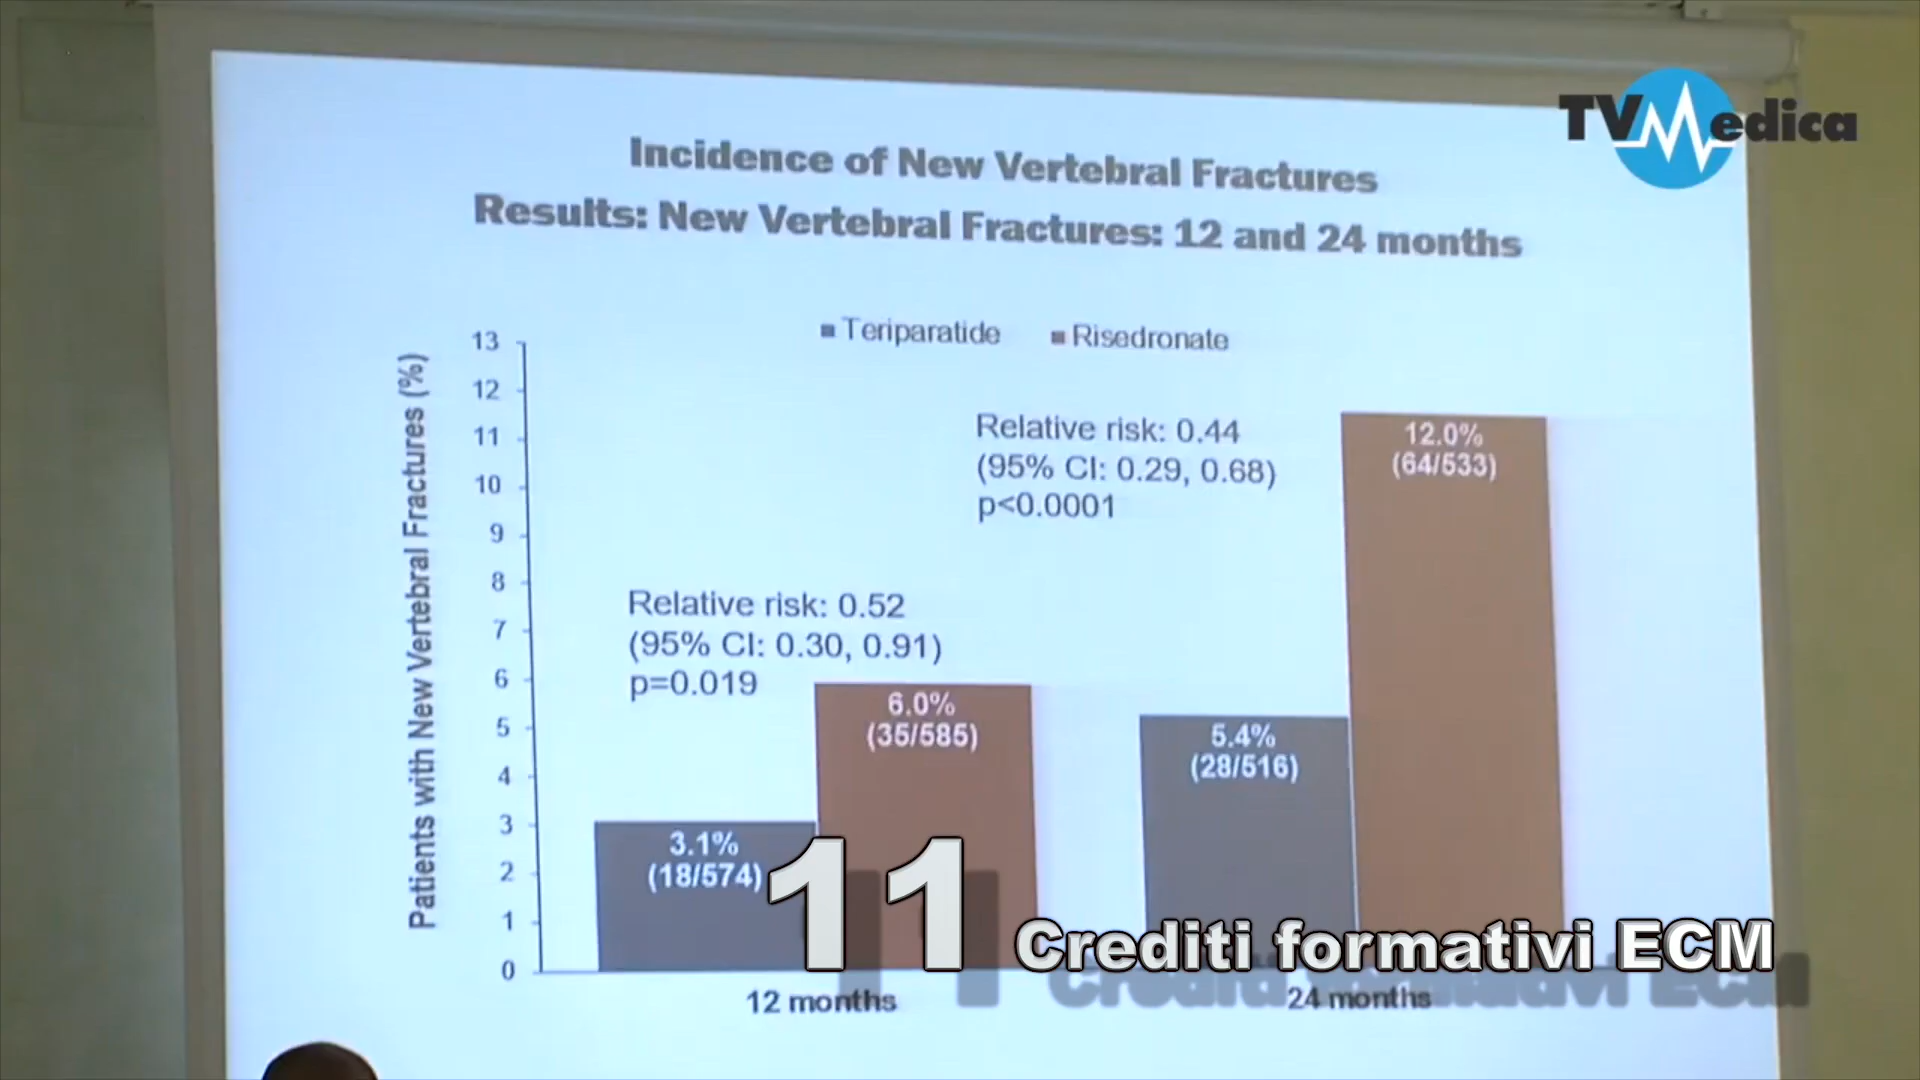 TVMedica
Incidence of New Vertebral Fractures
Results: New Vertebral Fractures: 12 and 24 months
Teriparatide
Risedronate
Patients with New Vertebral Fractures (%)
13
12
11
10
9
8
7
6
5
4
3
2
1
0
Relative risk: 0.44
(95% CI: 0.29, 0.68)
p<0.0001
12.0%
(64/533)
Relative risk: 0.52
(95% CI: 0.30, 0.91)
p=0.019
6.0%
(35/585)
5.4%
(28/516)
3.1%
(18/574)
11 Crediti formativi ECM
12 months
24 months